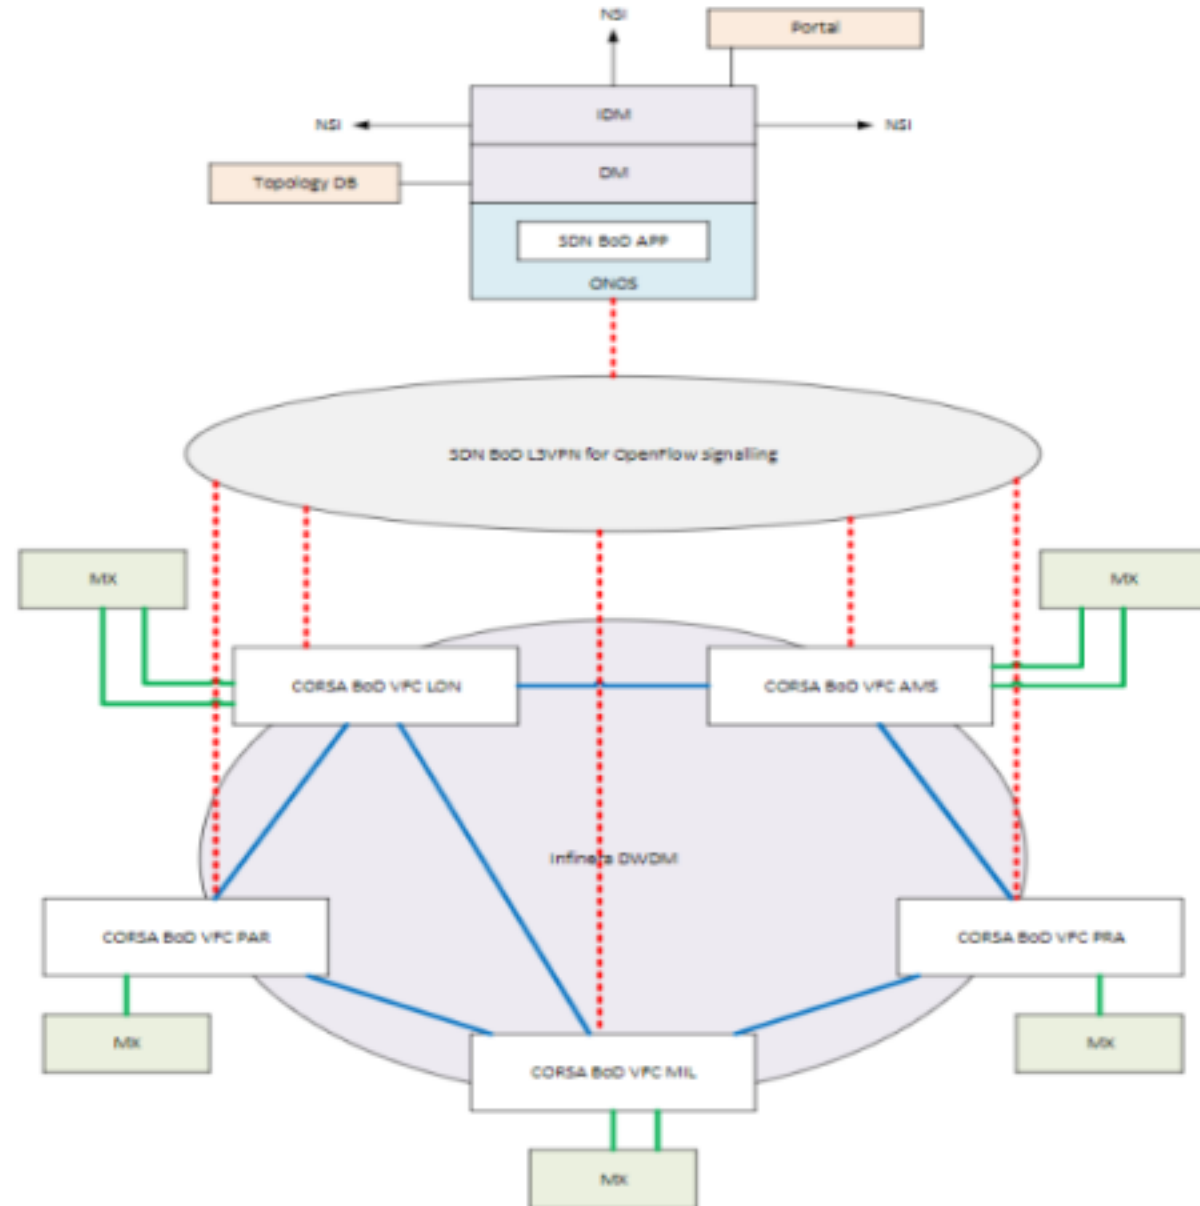 NSI
Portal
IDM
NSI
NSI
DM
Topology DB
SDN BoD APP
ONOS
SDN BoD L3VPN for OpenFlow signalling
MX
MX
CORSA BoD VFC LON
CORSA BoD VFC AMS
Infinera DWDM
CORSA BoD VFC PAR
CORSA BoD VFC PRA
MX
MX
CORSA BoD VFC MIL
MX